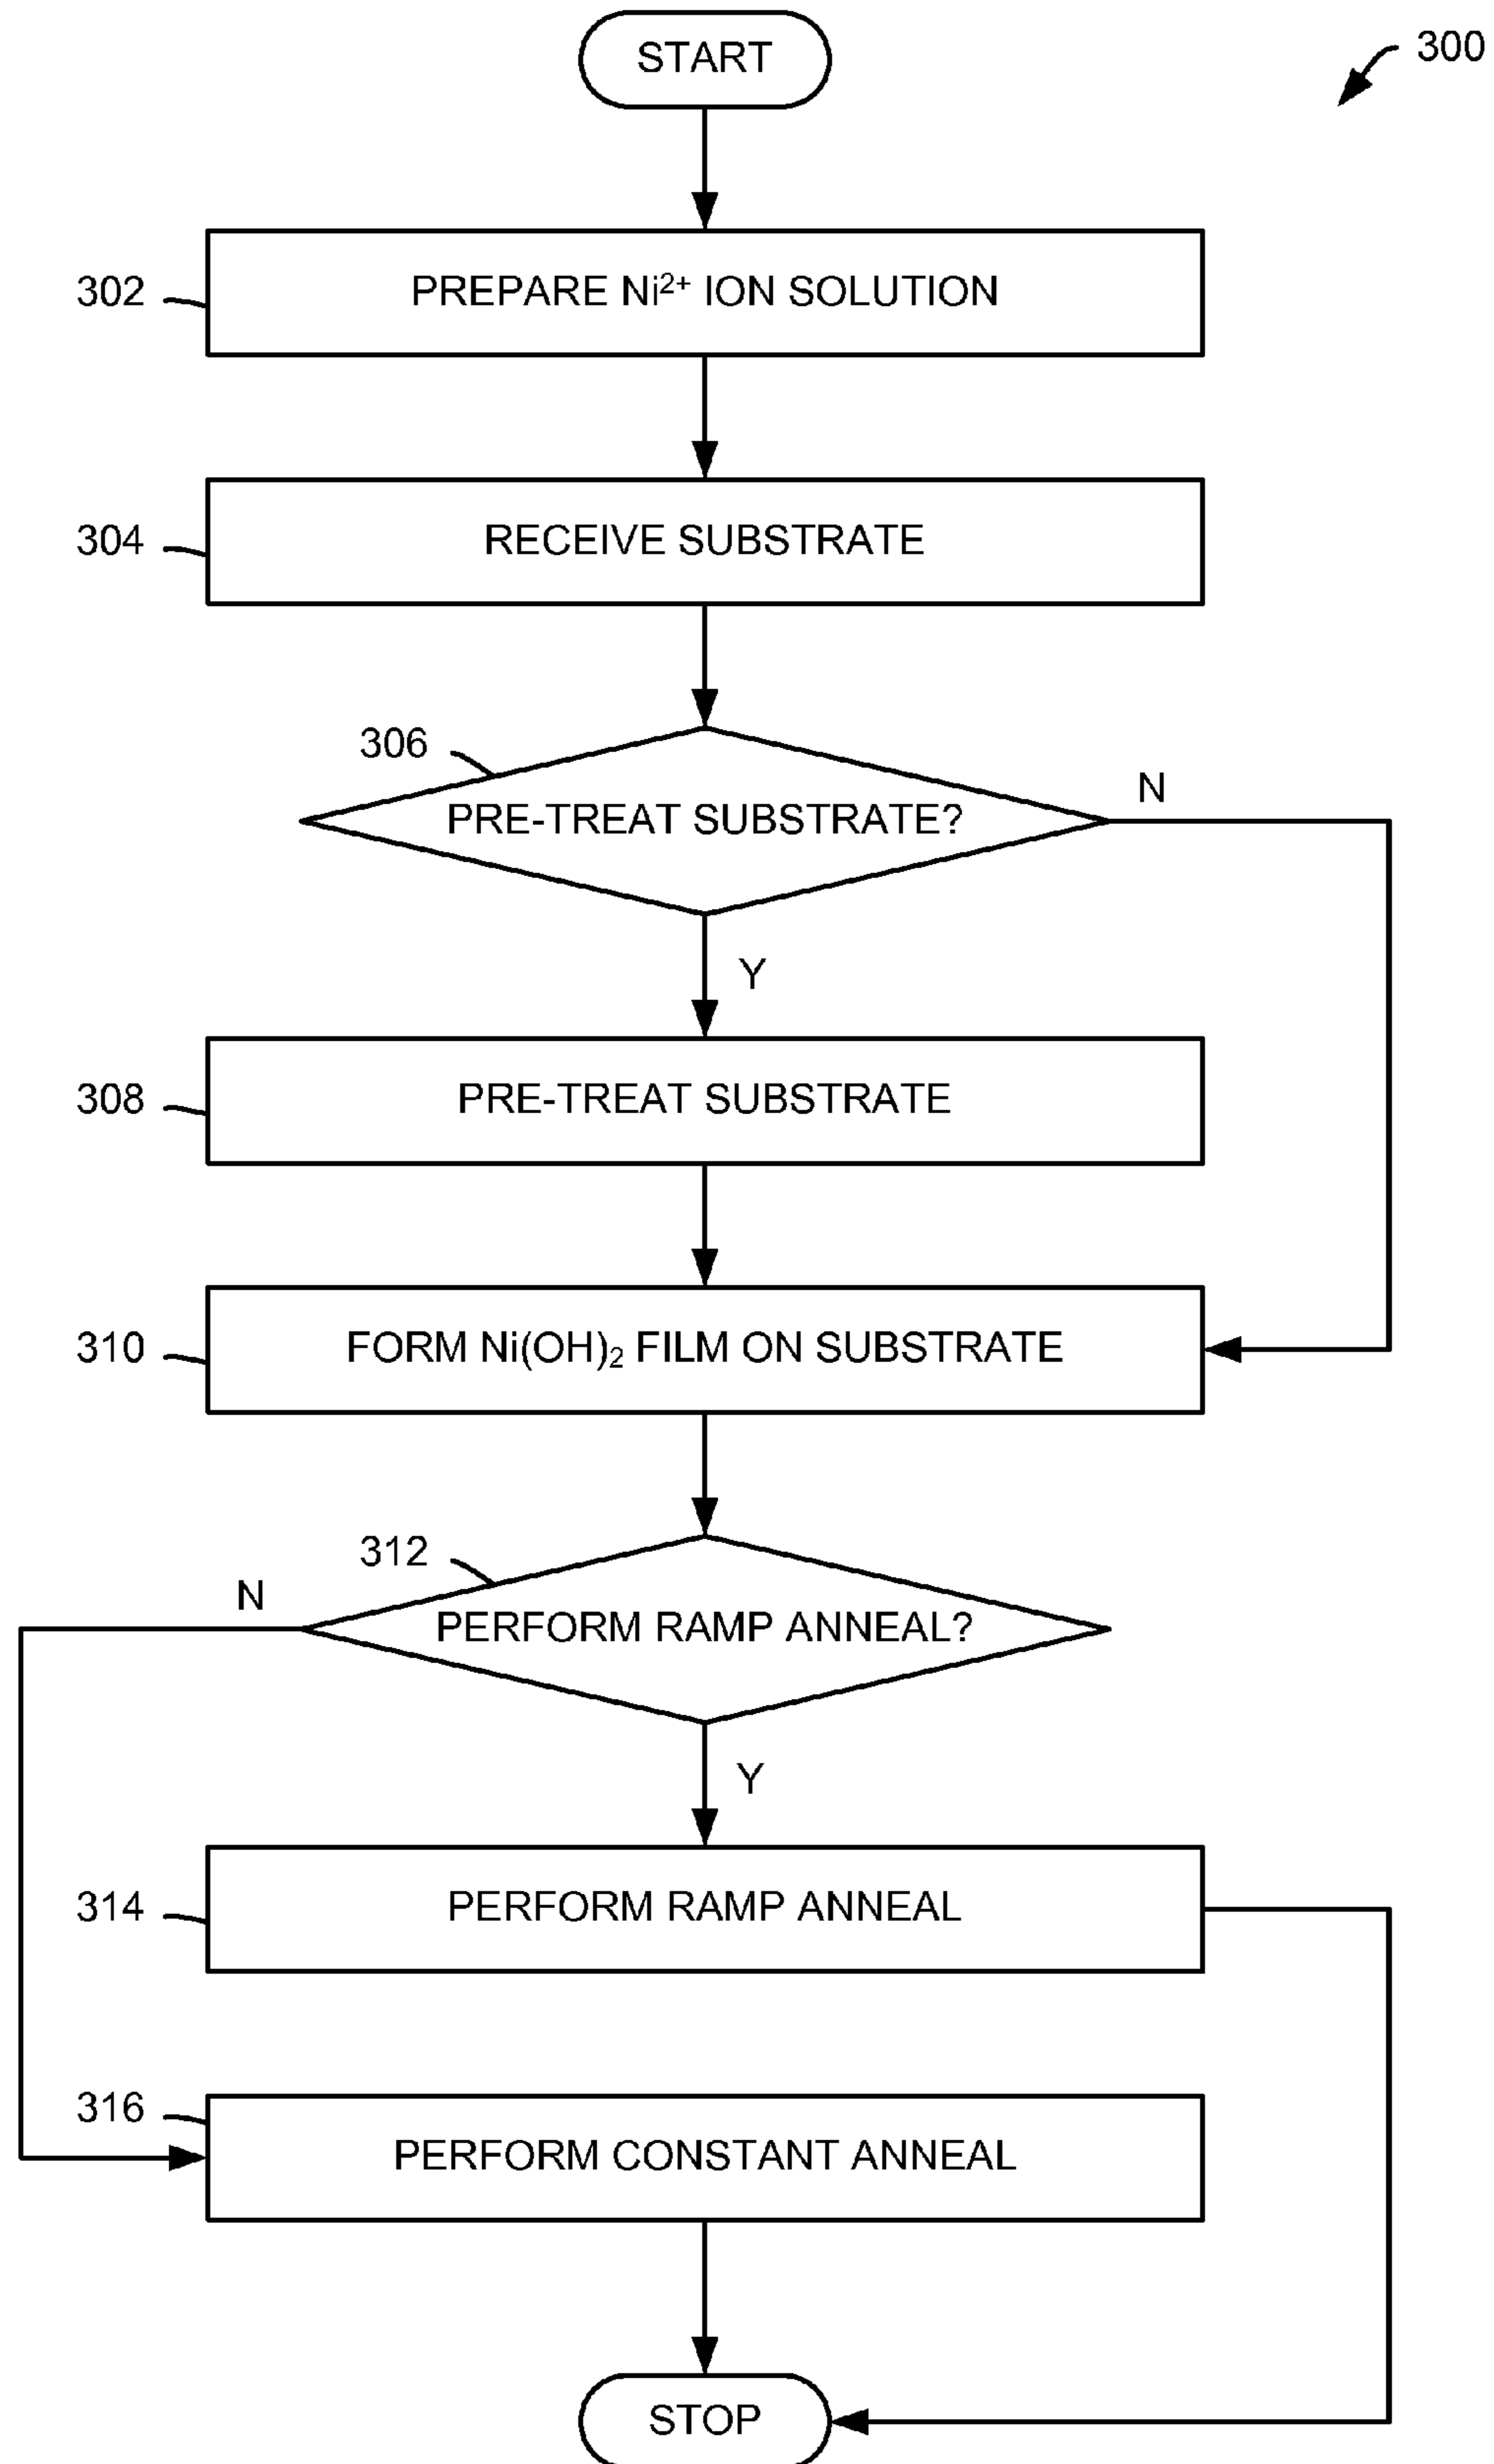 START
300
302
PREPARE Ni²⁺ ION SOLUTION
304
RECEIVE SUBSTRATE
306
PRE-TREAT SUBSTRATE?
N
Y
308
PRE-TREAT SUBSTRATE
310
FORM Ni(OH)₂ FILM ON SUBSTRATE
312
N
PERFORM RAMP ANNEAL?
Y
314
PERFORM RAMP ANNEAL
316
PERFORM CONSTANT ANNEAL
STOP